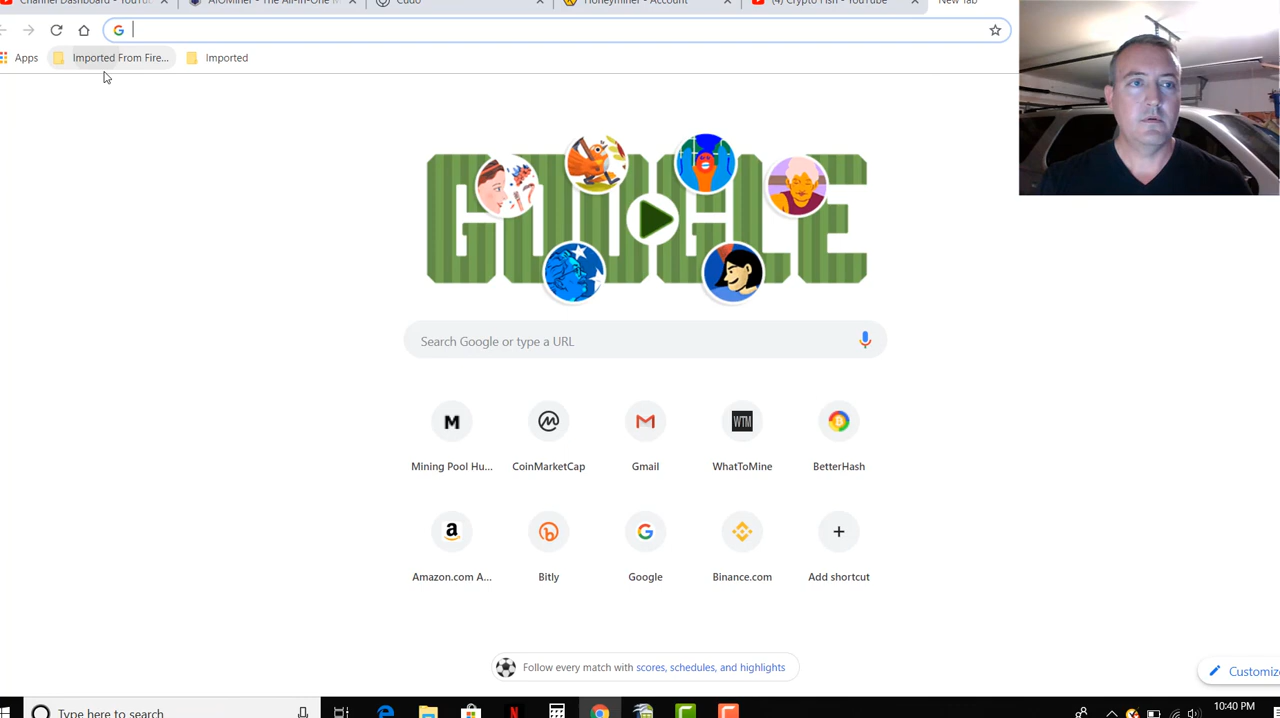 Channel Dashboard - YouTu
AIOMiner - The All-In-One M
Cudo
Honeyminer - Account
(4) Crypto Fish - YouTube
New Tab
Apps
Imported From Fire...
Imported
GOOGLE
Search Google or type a URL
M
WTM
Mining Pool Hu...
CoinMarketCap
Gmail
WhatToMine
BetterHash
Amazon.com A...
Bitly
Google
Binance.com
Add shortcut
Follow every match with scores, schedules, and highlights
Customize
Type here to search
10:40 PM